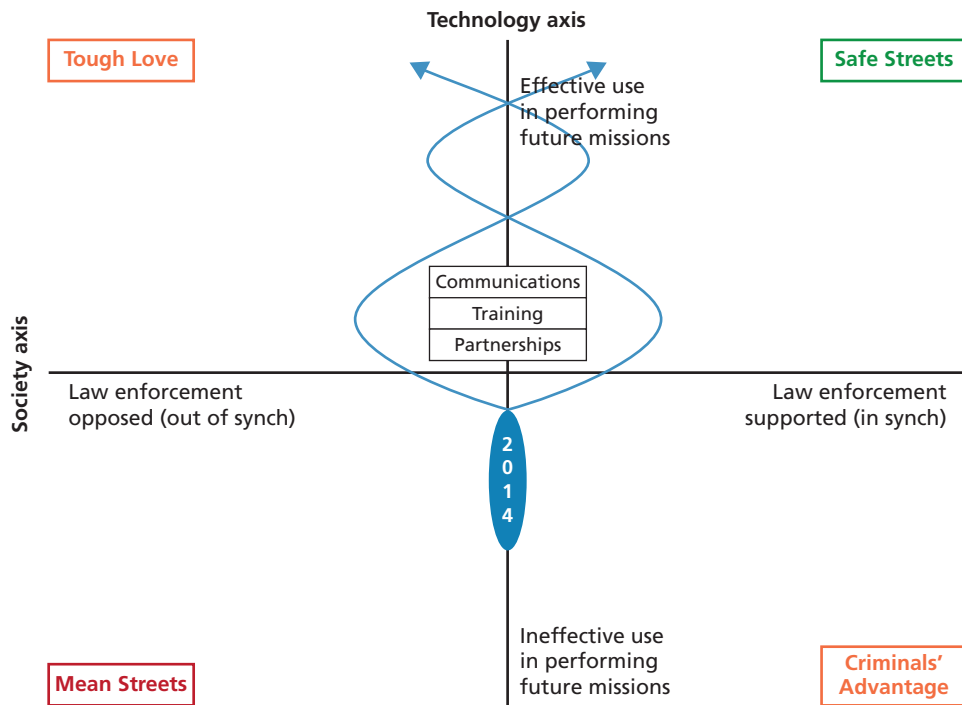 Technology axis
Tough Love
Safe Streets
Effective use
in performing
future missions
Communications
Training
Partnerships
Society axis
Law enforcement
opposed (out of synch)
Law enforcement
supported (in synch)
2
0
1
4
Ineffective use
in performing
future missions
Mean Streets
Criminals'
Advantage